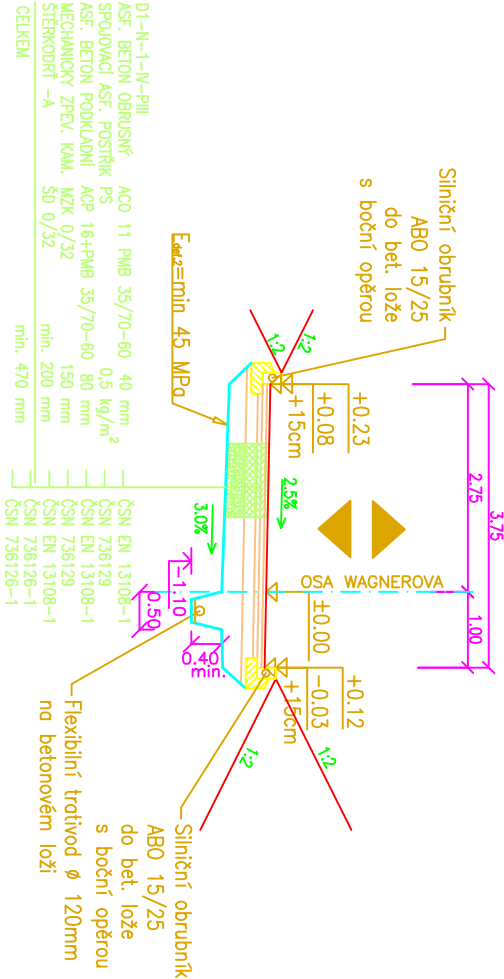 3.75
2.75
1.00
Silniční obrubník
ABO 15/25
do bet. lože
s boční opěrou
OSA WAGNEROVA
+0.23
+0.08
+15cm
±0.00
+0.12
-0.03
+15cm
1:2
1:2
1:2
1:2
2.5%
3.0%
Edef,2=min 45 MPa
-1.10
0.50
0.40
min.
Silniční obrubník
ABO 15/25
do bet. lože
s boční opěrou
Flexibilní trativod ø 120mm
na betonovém loži
D1-N-1-IV-PIII
ASF. BETON OBRUSNÝ ACO 11 PMB 35/70-60 40 mm ČSN EN 13108-1
SPOJOVACÍ ASF. POSTŘIK PS 0,5 kg/m² ČSN 736129
ASF. BETON PODKLADNÍ ACP 16+PMB 35/70-60 80 mm ČSN EN 13108-1
MECHANICKY ZPEV. KAM. MZK 0/32 150 mm ČSN 736129
ŠTĚRKODRŤ -A ŠD 0/32 min. 200 mm ČSN EN 13108-1
ČSN 736126-1
CELKEM min. 470 mm ČSN 736126-1